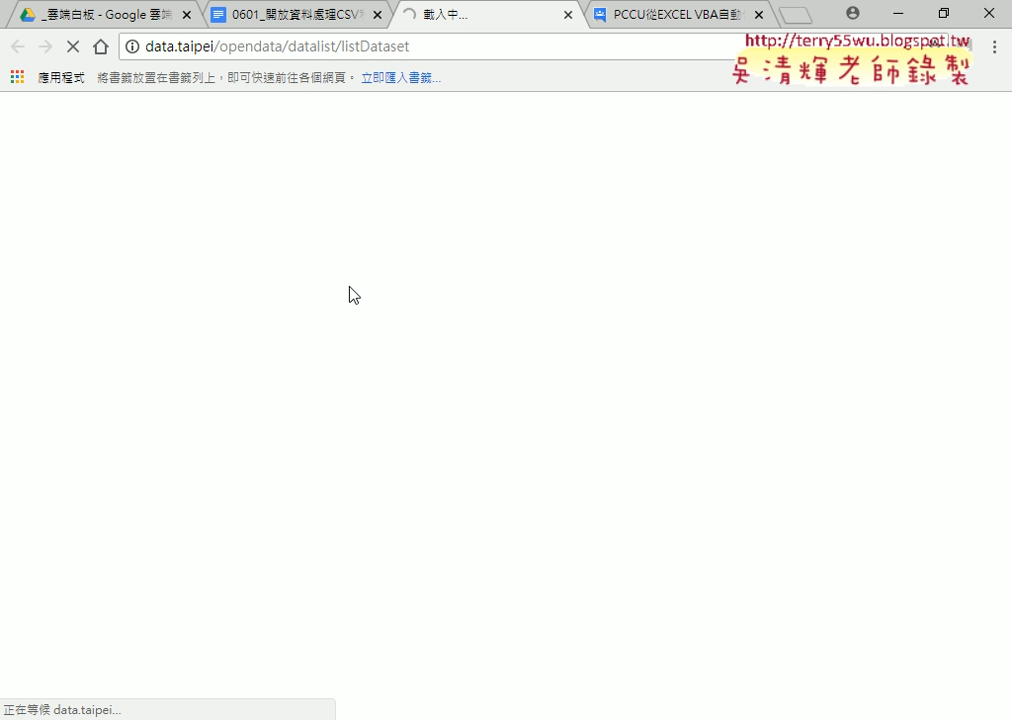 _雲端白板 - Google 雲端
0601_開放資料處理CSV
載入中...
PCCU從EXCEL VBA自動
data.taipei/opendata/datalist/listDataset
http://terry55wu.blogspot.tw
吳清輝老師錄製
應用程式
將書籤放置在書籤列上，即可快速前往各個網頁。
立即匯入書籤...
正在等候 data.taipei...